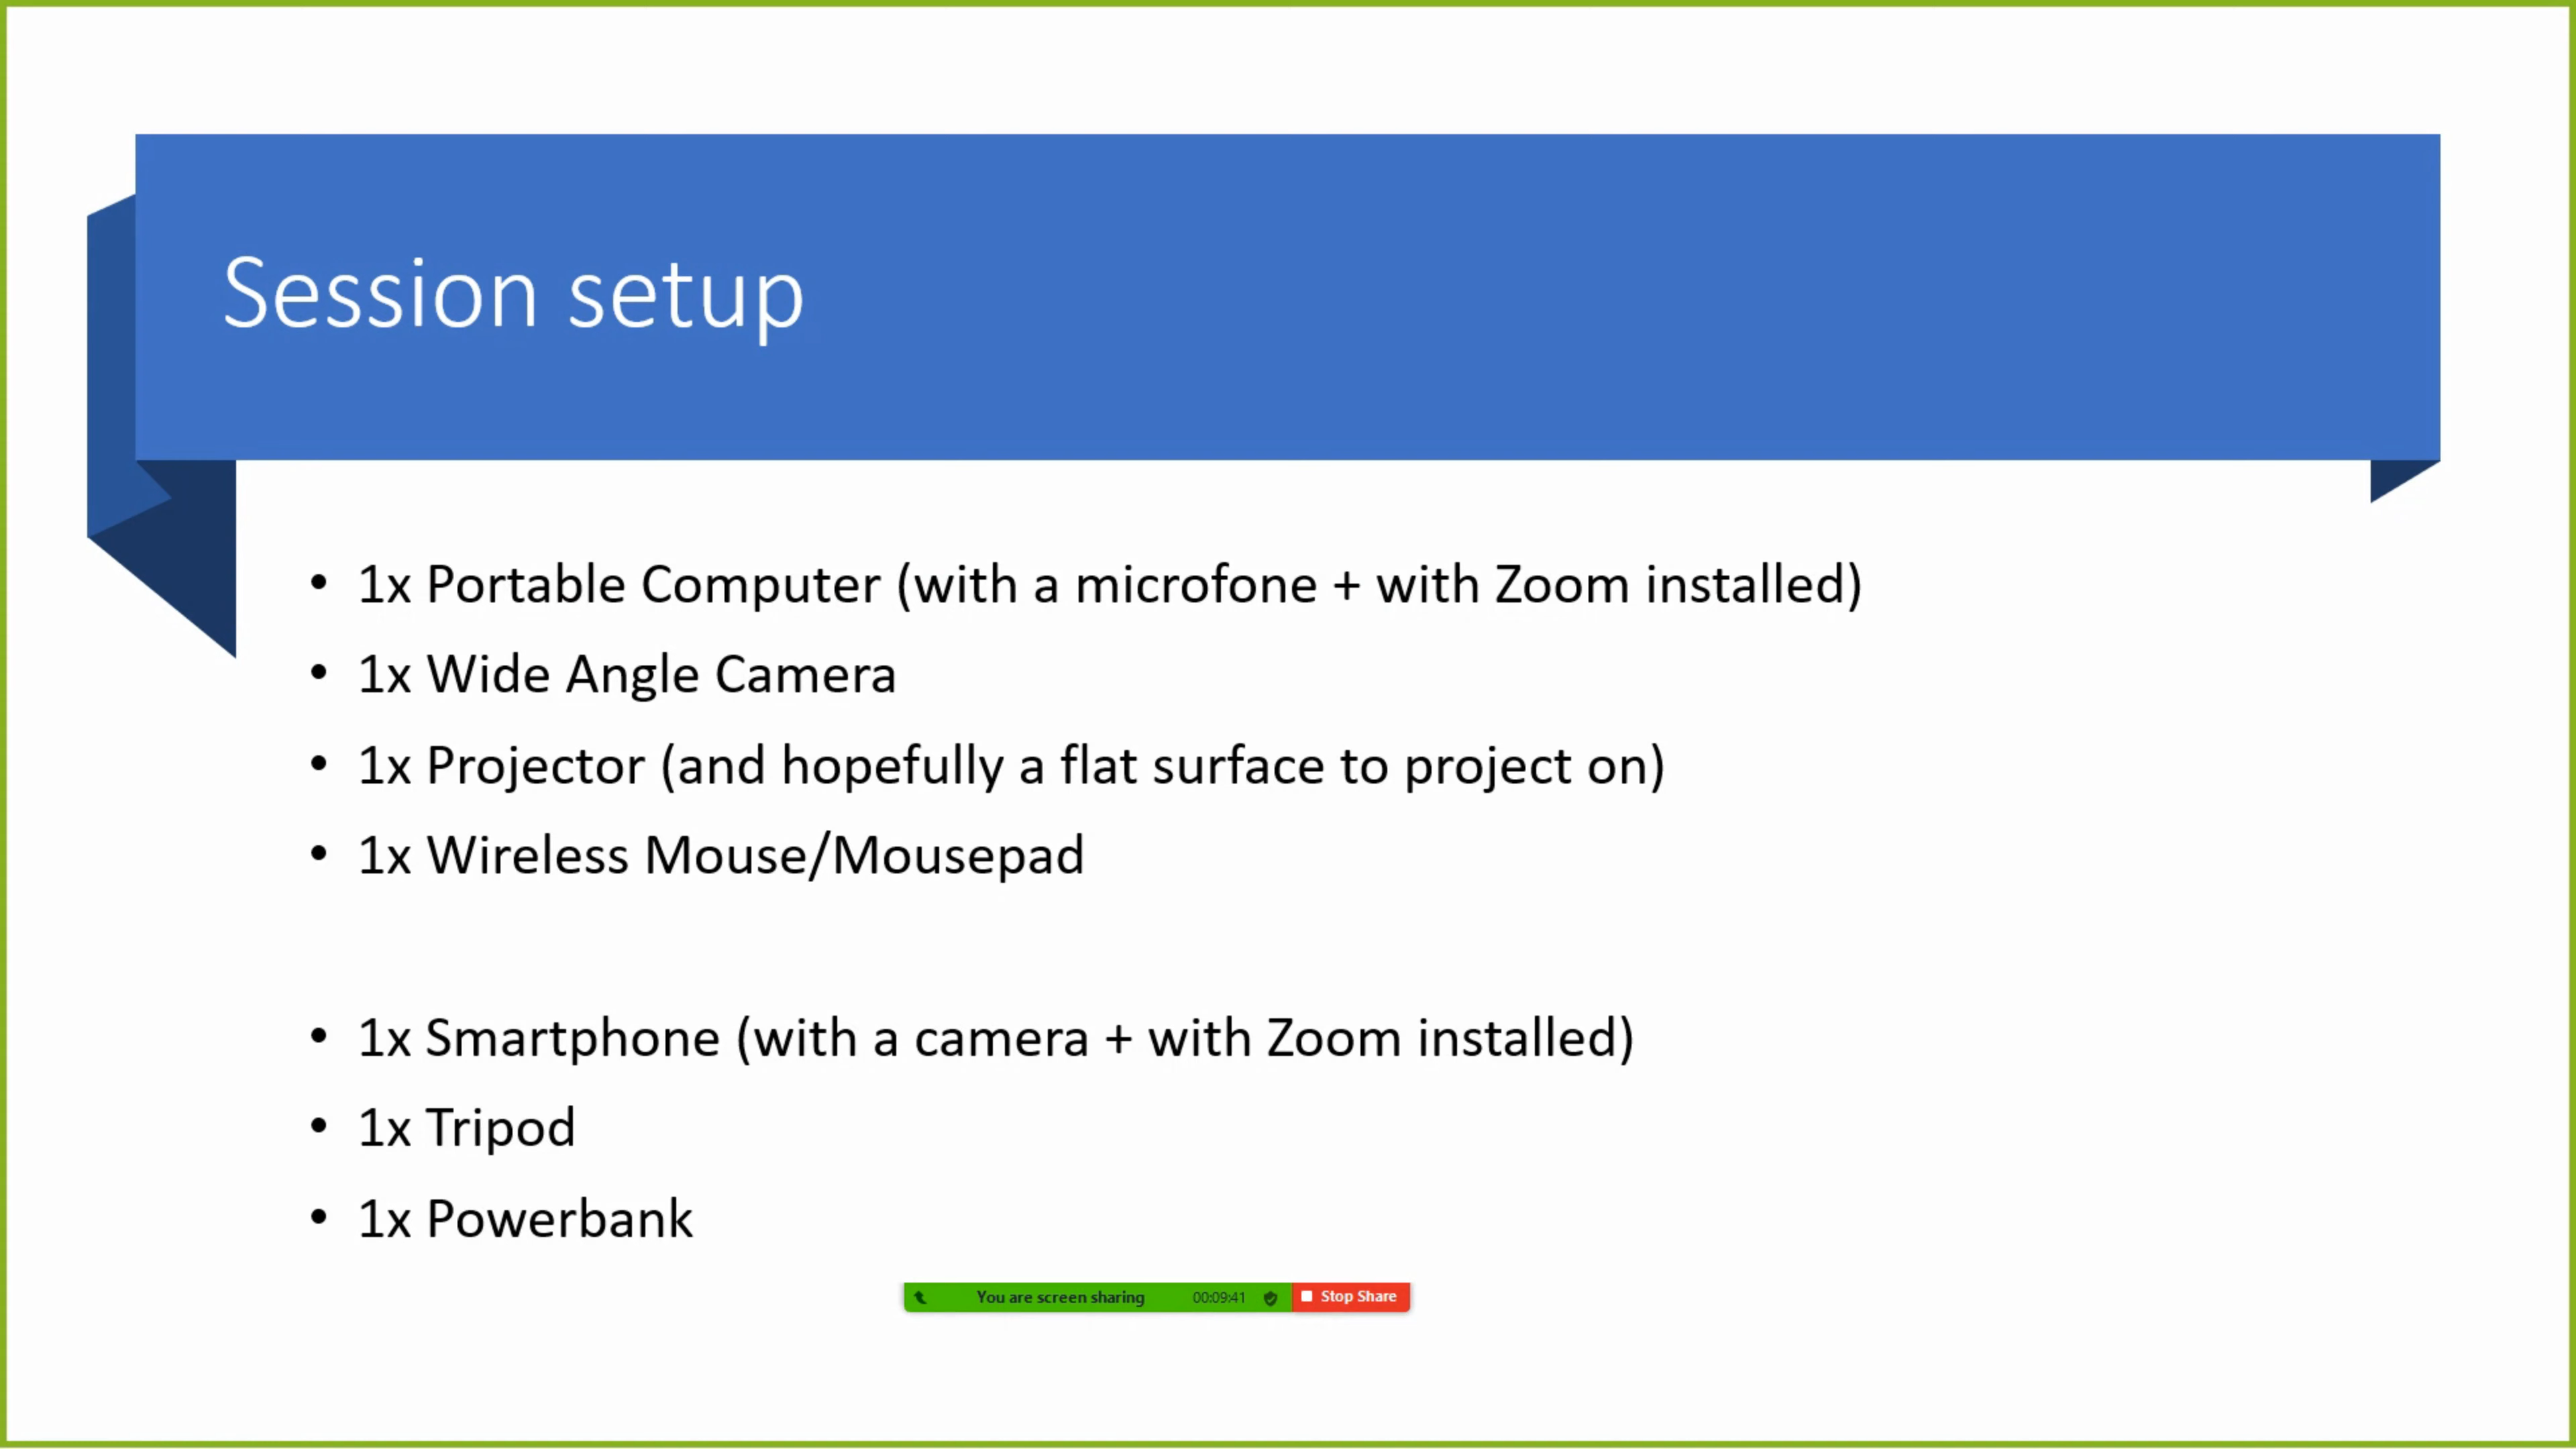 Session setup
• 1x Portable Computer (with a microfone + with Zoom installed)
• 1x Wide Angle Camera
• 1x Projector (and hopefully a flat surface to project on)
• 1x Wireless Mouse/Mousepad
• 1x Smartphone (with a camera + with Zoom installed)
• 1x Tripod
• 1x Powerbank
You are screen sharing 00:09:41 Stop Share